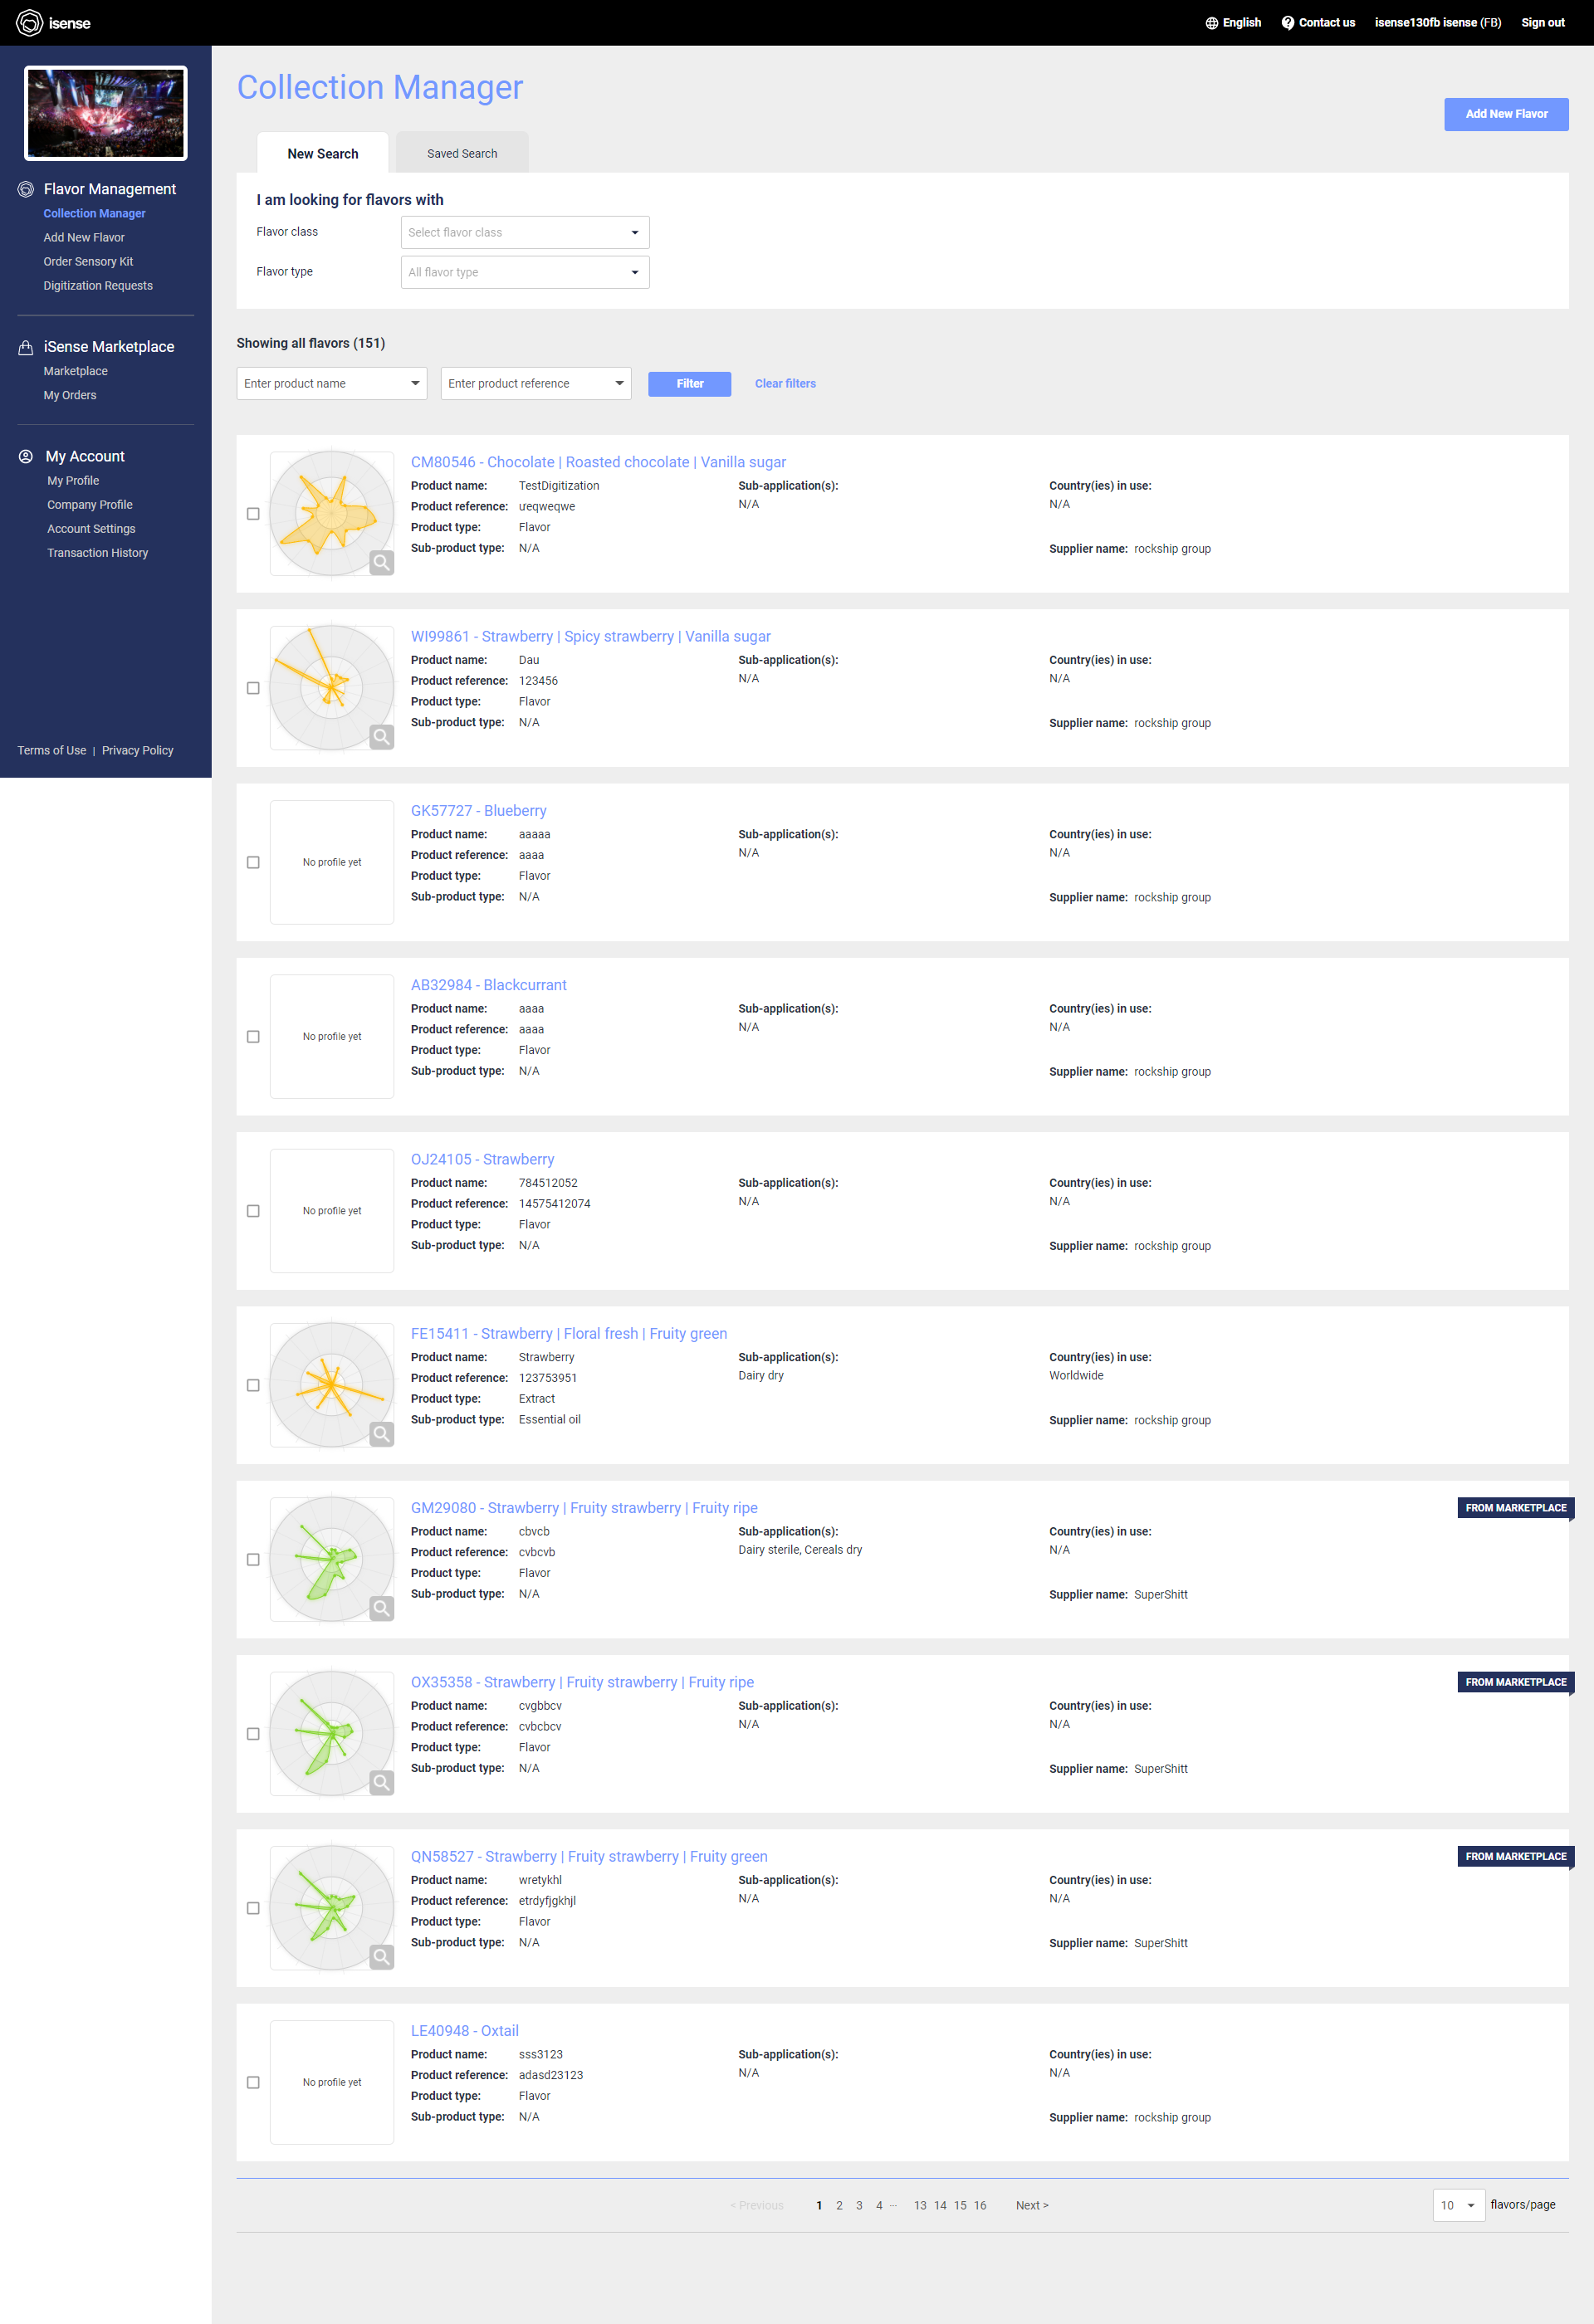 isense
English Contact us isense130fb isense (FB) Sign out
Collection Manager
Add New Flavor
Flavor Management
Collection Manager
Add New Flavor
Order Sensory Kit
Digitization Requests
iSense Marketplace
Marketplace
My Orders
My Account
My Profile
Company Profile
Account Settings
Transaction History
Terms of Use | Privacy Policy
New Search Saved Search
I am looking for flavors with
Flavor class Select flavor class
Flavor type All flavor type
Showing all flavors (151)
Enter product name Enter product reference Filter Clear filters
CM80546 - Chocolate | Roasted chocolate | Vanilla sugar
Product name: TestDigitization Sub-application(s): Country(ies) in use:
N/A N/A
Product reference: ưeqweqwe
Product type: Flavor
Sub-product type: N/A Supplier name: rockship group
WI99861 - Strawberry | Spicy strawberry | Vanilla sugar
Product name: Dau Sub-application(s): Country(ies) in use:
N/A N/A
Product reference: 123456
Product type: Flavor
Sub-product type: N/A Supplier name: rockship group
GK57727 - Blueberry
Product name: aaaaa Sub-application(s): Country(ies) in use:
N/A N/A
Product reference: aaaa
Product type: Flavor
Sub-product type: N/A Supplier name: rockship group
No profile yet
AB32984 - Blackcurrant
Product name: aaaa Sub-application(s): Country(ies) in use:
N/A N/A
Product reference: aaaa
Product type: Flavor
Sub-product type: N/A Supplier name: rockship group
No profile yet
OJ24105 - Strawberry
Product name: 784512052 Sub-application(s): Country(ies) in use:
N/A N/A
Product reference: 14575412074
Product type: Flavor
Sub-product type: N/A Supplier name: rockship group
No profile yet
FE15411 - Strawberry | Floral fresh | Fruity green
Product name: Strawberry Sub-application(s): Country(ies) in use:
Dairy dry Worldwide
Product reference: 123753951
Product type: Extract
Sub-product type: Essential oil Supplier name: rockship group
GM29080 - Strawberry | Fruity strawberry | Fruity ripe FROM MARKETPLACE
Product name: cbvcb Sub-application(s): Country(ies) in use:
Dairy sterile, Cereals dry N/A
Product reference: cvbcvb
Product type: Flavor
Sub-product type: N/A Supplier name: SuperShitt
OX35358 - Strawberry | Fruity strawberry | Fruity ripe FROM MARKETPLACE
Product name: cvgbbcv Sub-application(s): Country(ies) in use:
N/A N/A
Product reference: cvbcbcv
Product type: Flavor
Sub-product type: N/A Supplier name: SuperShitt
QN58527 - Strawberry | Fruity strawberry | Fruity green FROM MARKETPLACE
Product name: wretykhl Sub-application(s): Country(ies) in use:
N/A N/A
Product reference: etrdyfjgkhjl
Product type: Flavor
Sub-product type: N/A Supplier name: SuperShitt
LE40948 - Oxtail
Product name: sss3123 Sub-application(s): Country(ies) in use:
N/A N/A
Product reference: adasd23123
Product type: Flavor
Sub-product type: N/A Supplier name: rockship group
No profile yet
< Previous 1 2 3 4 ... 13 14 15 16 Next > 10 flavors/page